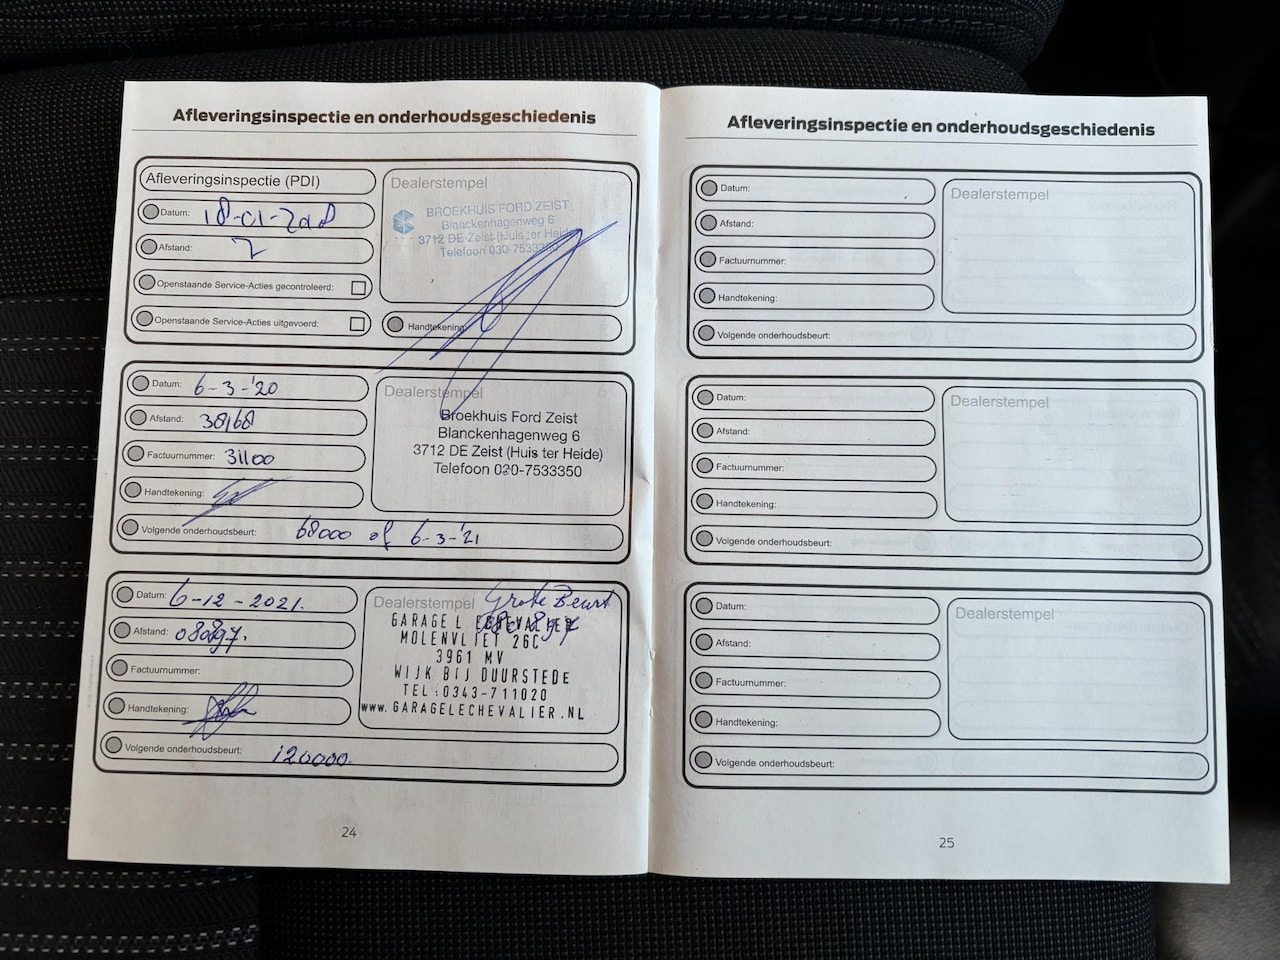 Afleveringsinspectie en onderhoudsgeschiedenis
Afleveringsinspectie (PDI)
Datum: 18-01-2018
Afstand:
Openstaande Service-Acties gecontroleerd:
Openstaande Service-Acties uitgevoerd:
Dealerstempel
BROEKHUIS FORD ZEIST
Blanckenhagenweg 6
3712 DE Zeist (Huis ter Heide)
Telefoon 030-7533350
Handtekening:
Datum: 6-3-'20
Afstand: 38168
Factuurnummer: 31100
Handtekening:
Dealerstempel
Broekhuis Ford Zeist
Blanckenhagenweg 6
3712 DE Zeist (Huis ter Heide)
Telefoon 030-7533350
Volgende onderhoudsbeurt: 68000 of 6-3-'21
Datum: 6-12-2021.
Afstand:
Factuurnummer:
Handtekening:
Dealerstempel Grote Beurt
GARAGE LECHEVALIER
MOLENVLIET 26C
3961 MV
WIJK BIJ DUURSTEDE
TEL:0343-711020
www.GARAGELECHEVALIER.NL
Volgende onderhoudsbeurt: 120000.
24
Afleveringsinspectie en onderhoudsgeschiedenis
Datum:
Afstand:
Factuurnummer:
Handtekening:
Dealerstempel
Volgende onderhoudsbeurt:
Datum:
Afstand:
Factuurnummer:
Handtekening:
Dealerstempel
Volgende onderhoudsbeurt:
Datum:
Afstand:
Factuurnummer:
Handtekening:
Dealerstempel
Volgende onderhoudsbeurt:
25